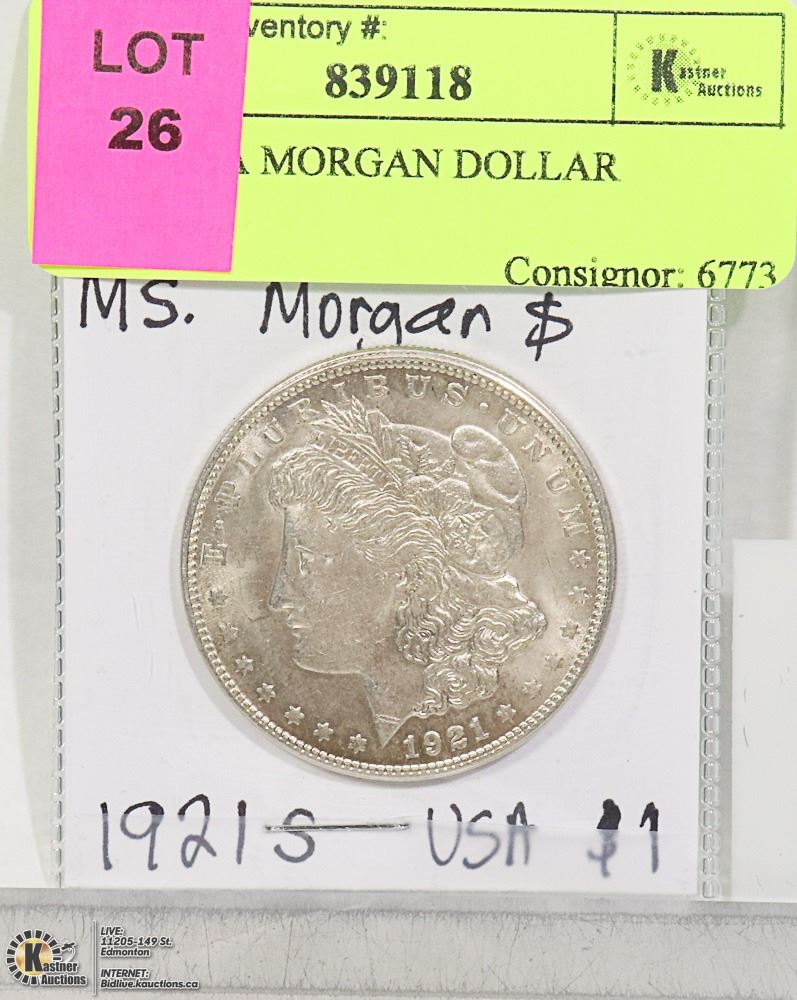 LOT
26
ventory #:
839118
Kastner
Auctions
A MORGAN DOLLAR
Consignor: 6773
MS. Morgan $
E·PLURIBUS·UNUM
LIBERTY
1921
1921 S USA $1
Kastner
Auctions
LIVE:
11205-149 St.
Edmonton
INTERNET:
Bidlive.kauctions.ca